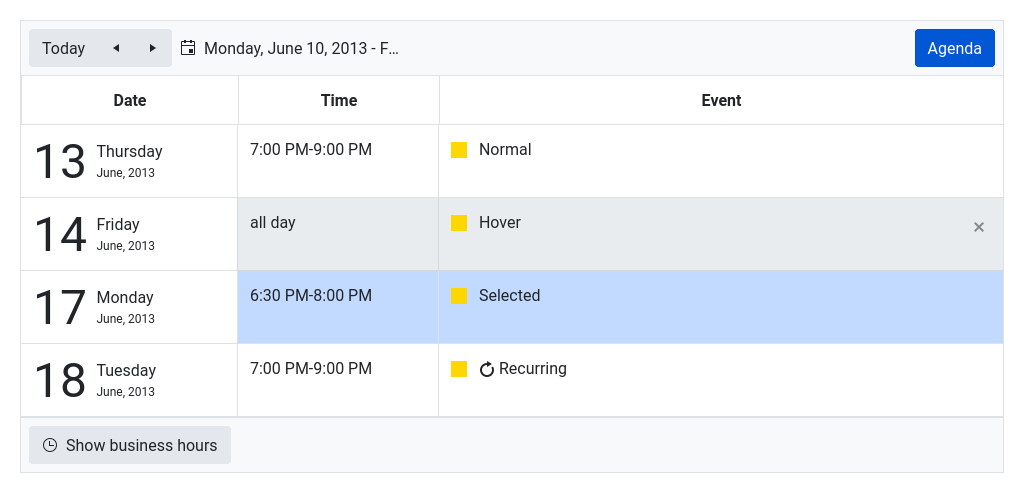 Today Monday, June 10, 2013 - F... Agenda
Date Time Event
13 Thursday June, 2013 7:00 PM-9:00 PM Normal
14 Friday June, 2013 all day Hover
17 Monday June, 2013 6:30 PM-8:00 PM Selected
18 Tuesday June, 2013 7:00 PM-9:00 PM Recurring
Show business hours